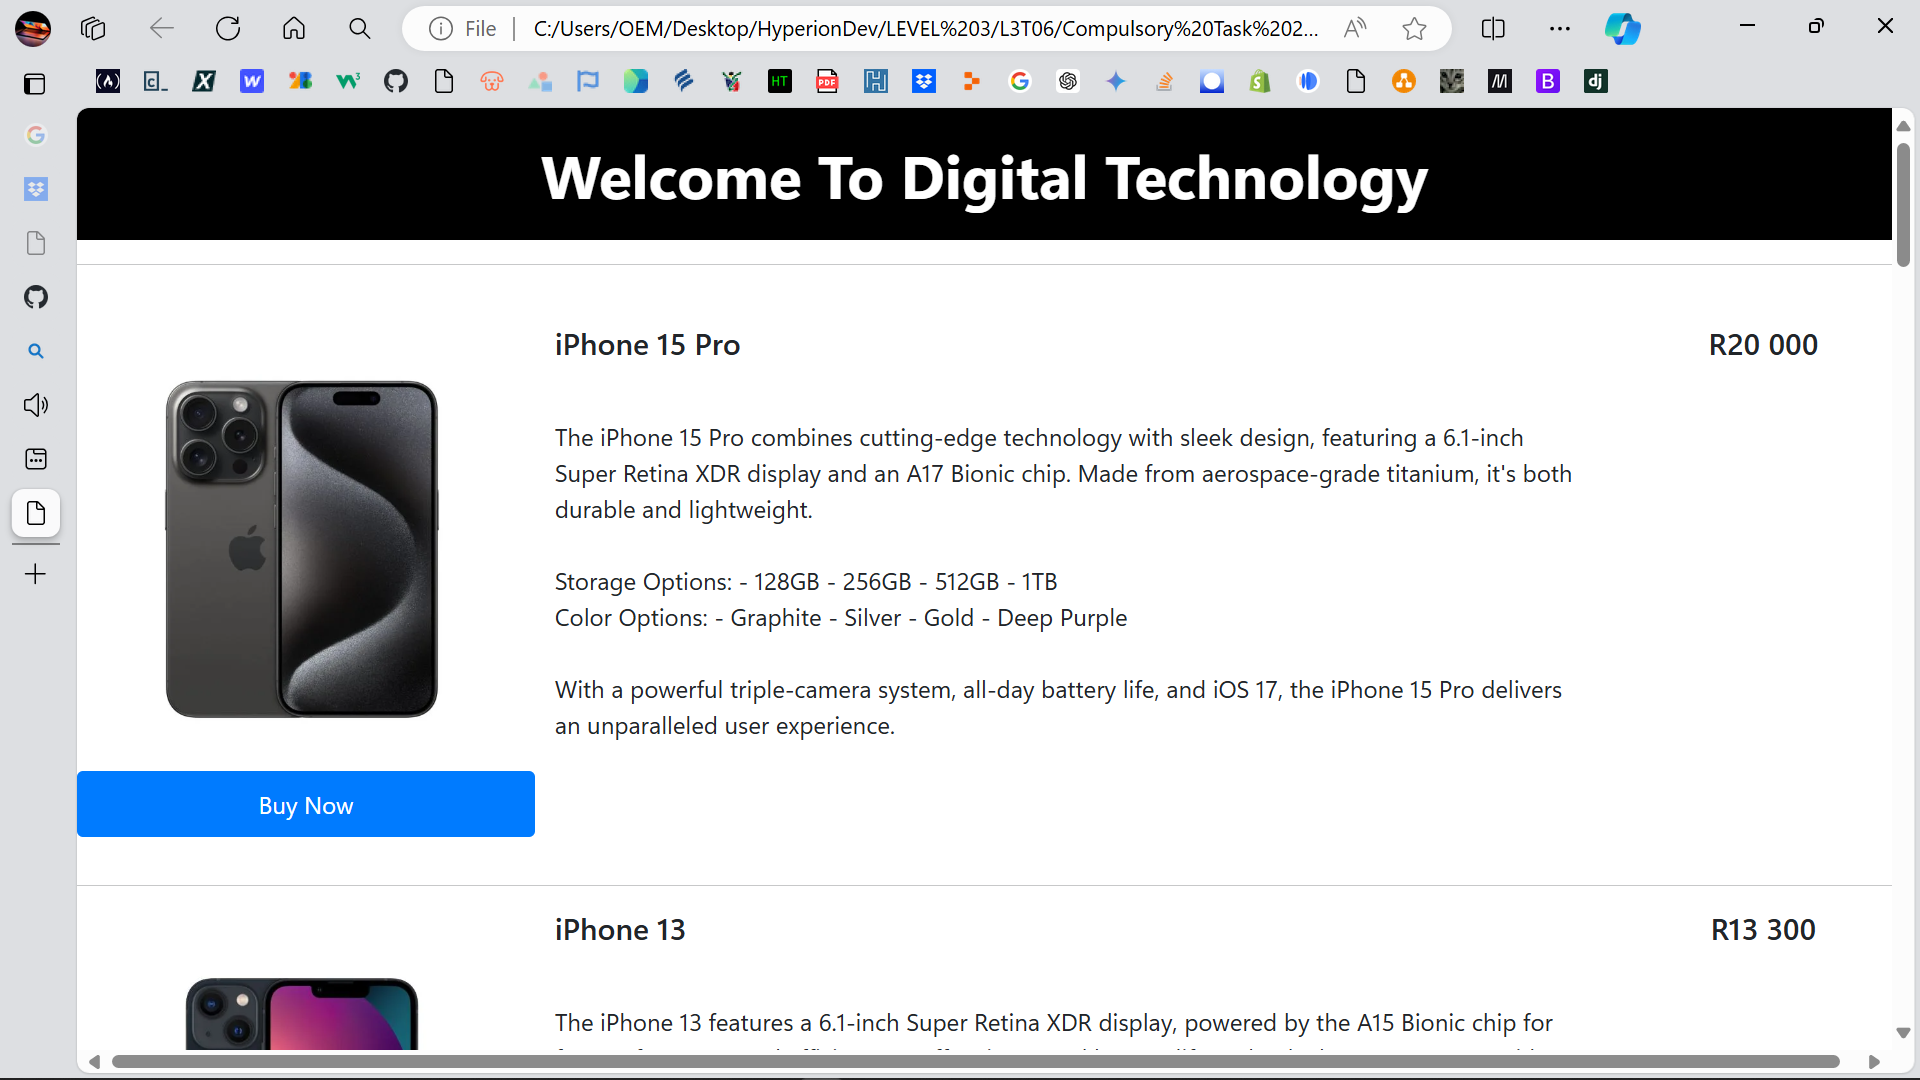 File
C:/Users/OEM/Desktop/HyperionDev/LEVEL%203/L3T06/Compulsory%20Task%202...
Welcome To Digital Technology
iPhone 15 Pro
R20 000
The iPhone 15 Pro combines cutting-edge technology with sleek design, featuring a 6.1-inch
Super Retina XDR display and an A17 Bionic chip. Made from aerospace-grade titanium, it's both
durable and lightweight.
Storage Options: - 128GB - 256GB - 512GB - 1TB
Color Options: - Graphite - Silver - Gold - Deep Purple
With a powerful triple-camera system, all-day battery life, and iOS 17, the iPhone 15 Pro delivers
an unparalleled user experience.
Buy Now
iPhone 13
R13 300
The iPhone 13 features a 6.1-inch Super Retina XDR display, powered by the A15 Bionic chip for